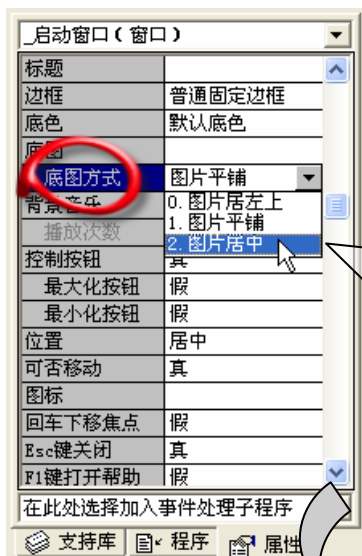 _启动窗口(窗口)
标题
边框 普通固定边框
底色 默认底色
底图
底图方式 图片平铺
背景音乐 0. 图片居左上
播放次数 1. 图片平铺
2. 图片居中
控制按钮 真
最大化按钮 假
最小化按钮 假
位置 居中
可否移动 真
图标
回车下移焦点 假
Esc键关闭 真
F1键打开帮助 假
在此处选择加入事件处理子程序
支持库 程序 属性